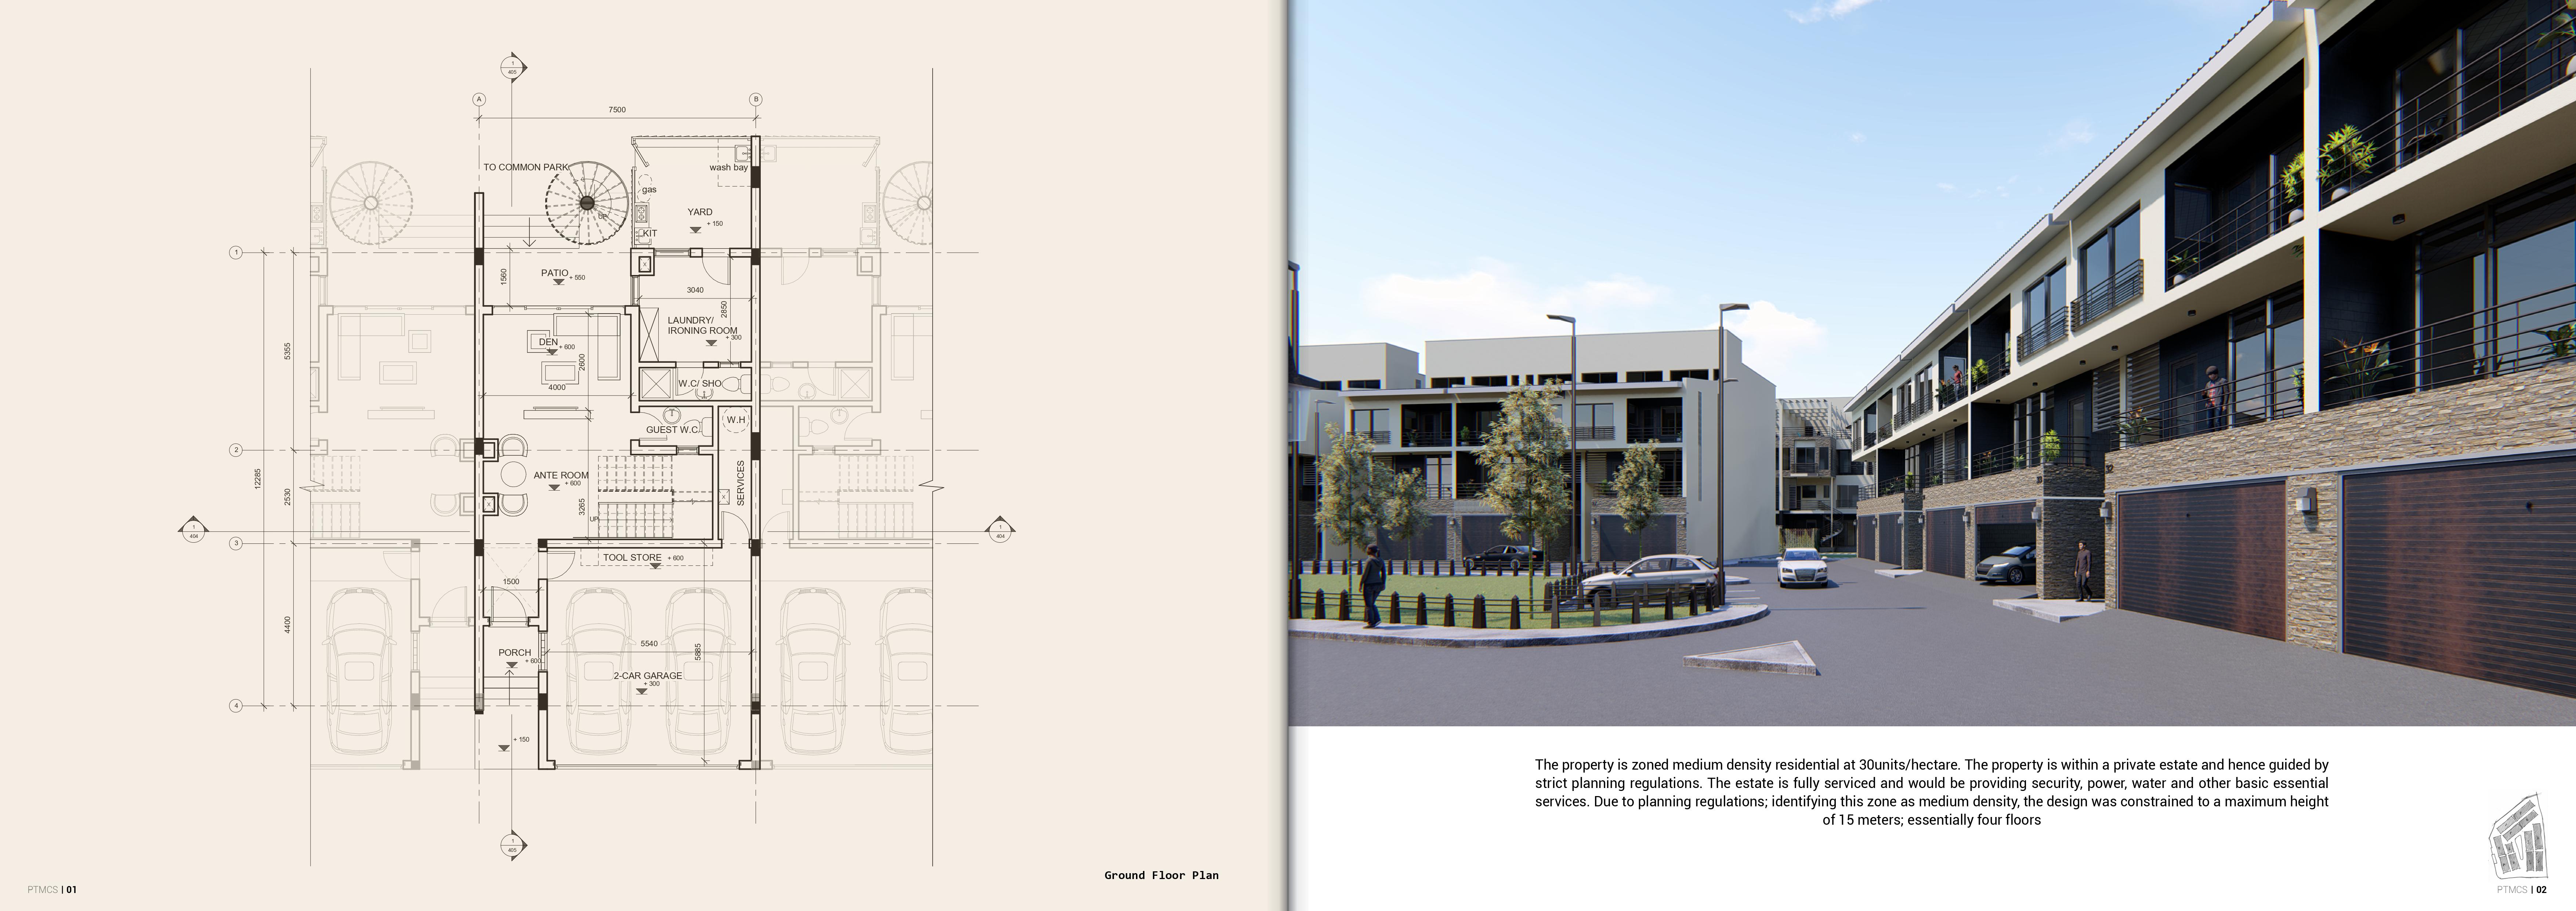 1
405
A
B
7500
TO COMMON PARK
wash bay
gas
UP
YARD
+ 150
KIT
1
PATIO
+ 550
1560
X
3040
2850
LAUNDRY/
IRONING ROOM
+ 300
DEN
+ 600
2600
5355
4000
W.C/ SHO
W.H
GUEST W.C.
2
12285
ANTE ROOM
+ 600
SERVICES
2530
3265
X
X
UP
1
404
1
404
3
TOOL STORE
+ 600
1500
4400
5540
5885
PORCH
+ 600
2-CAR GARAGE
+ 300
4
+ 150
1
405
Ground Floor Plan
PTMCS | 01
The property is zoned medium density residential at 30units/hectare. The property is within a private estate and hence guided by
strict planning regulations. The estate is fully serviced and would be providing security, power, water and other basic essential
services. Due to planning regulations; identifying this zone as medium density, the design was constrained to a maximum height
of 15 meters; essentially four floors
PTMCS | 02